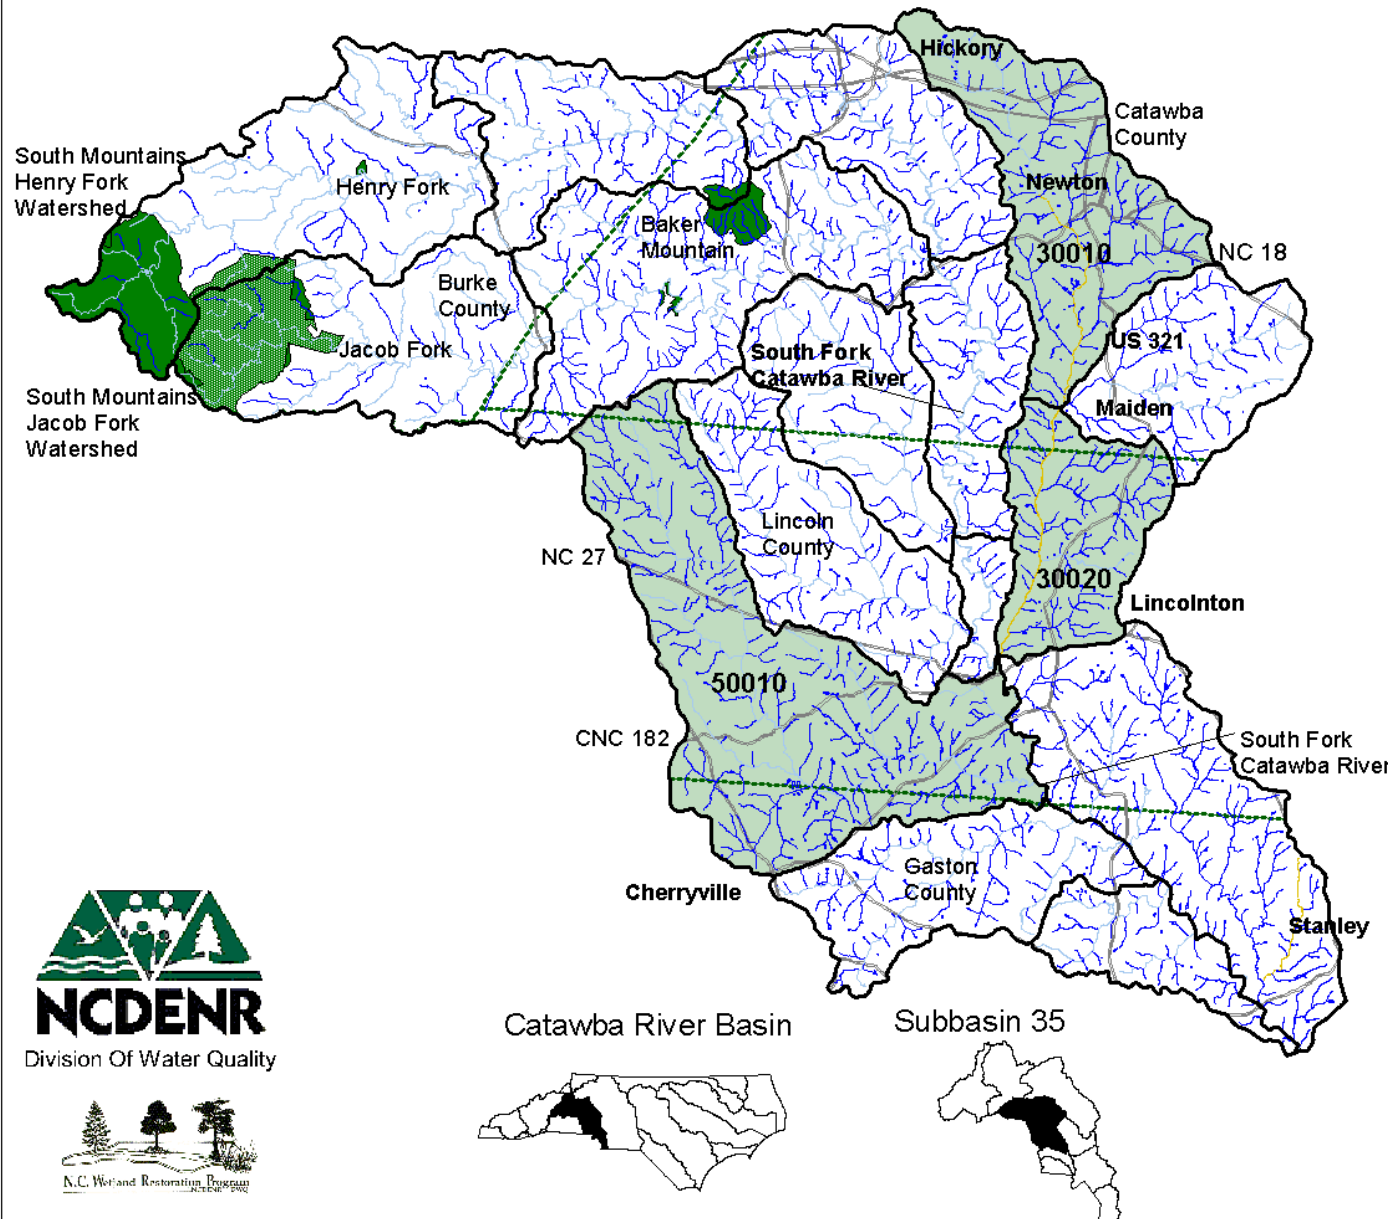 Hickory
Catawba
County
South Mountains
Henry Fork
Watershed
Henry Fork
Newton
Baker
Mountain
30010
NC 18
Burke
County
Jacob Fork
US 321
South Fork
Catawba River
South Mountains
Jacob Fork
Watershed
Maiden
Lincoln
County
NC 27
30020
Lincolnton
50010
CNC 182
South Fork
Catawba River
Gaston
County
Cherryville
Stanley
NCDENR
Division Of Water Quality
Catawba River Basin
Subbasin 35
N.C. Wetland Restoration Program
NCDENR DWQ